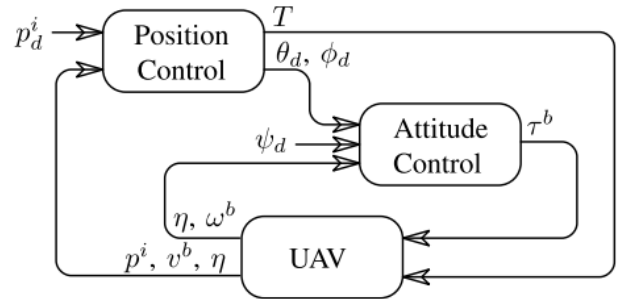 T
p_d^i
Position
Control
θ_d, ϕ_d
Attitude
Control
τ^b
ψ_d
η, ω^b
UAV
p^i, v^b, η